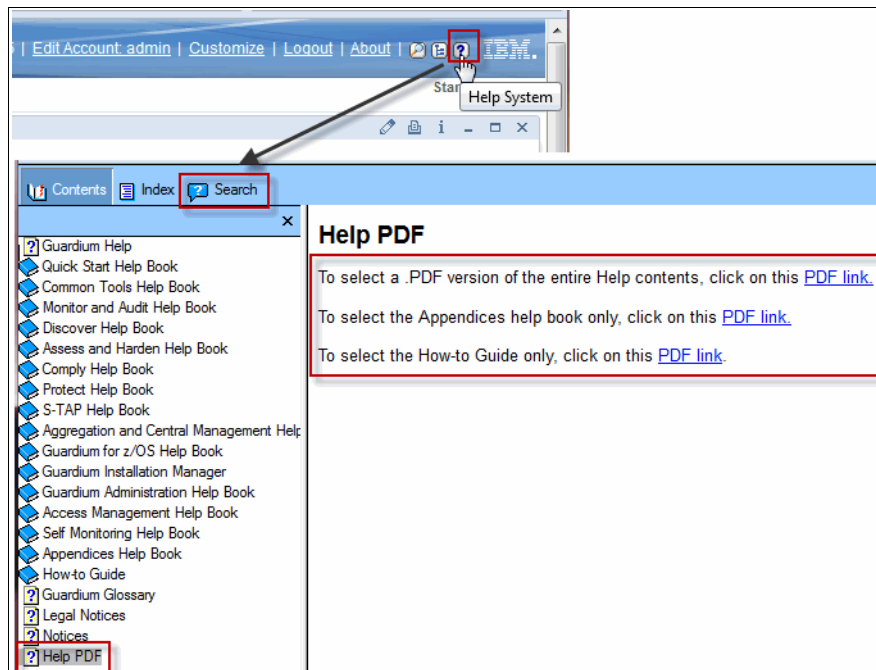 | Edit Account: admin | Customize | Logout | About | ? IBM.
Star
Help System
i
Contents Index ? Search
Help PDF
? Guardium Help
Quick Start Help Book
Common Tools Help Book
Monitor and Audit Help Book
Discover Help Book
Assess and Harden Help Book
Comply Help Book
Protect Help Book
S-TAP Help Book
Aggregation and Central Management Help
Guardium for z/OS Help Book
Guardium Installation Manager
Guardium Administration Help Book
Access Management Help Book
Self Monitoring Help Book
Appendices Help Book
How-to Guide
? Guardium Glossary
? Legal Notices
? Notices
? Help PDF
To select a .PDF version of the entire Help contents, click on this PDF link.
To select the Appendices help book only, click on this PDF link.
To select the How-to Guide only, click on this PDF link.